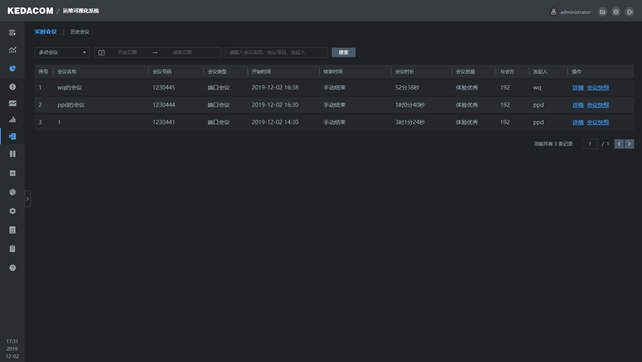 KEDACOM / 运维可视化系统
administrator
实时会议 | 历史会议
多点会议 开始日期 → 结束日期 请输入会议名称、会议号码、发起人 搜索
序号 会议名称 会议号码 会议类型 开始时间 结束时间 会议时长 会议质量 与会方 发起人 操作
1 wq的会议 1230445 端口会议 2019-12-02 16:38 手动结束 52分38秒 体验优秀 192 wq 详情 会议快照
2 ppd的会议 1230444 端口会议 2019-12-02 16:30 手动结束 1时0分40秒 体验优秀 192 ppd 详情 会议快照
3 1 1230441 端口会议 2019-12-02 14:30 手动结束 3时1分24秒 体验优秀 192 ppd 详情 会议快照
当前共有 3 条记录 1 / 1
17:31
2019
12-02